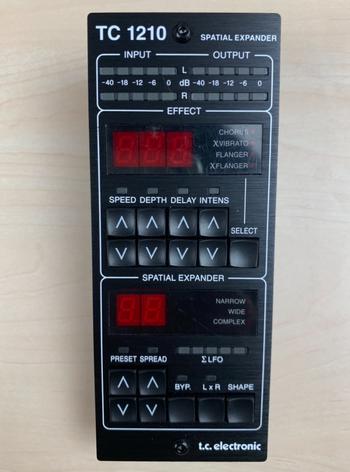 TC 1210 SPATIAL EXPANDER
INPUT OUTPUT
L
-40 -18 -12 -6 0 dB -40 -18 -12 -6 0
R
EFFECT
CHORUS
XVIBRATO
FLANGER
XFLANGER
SPEED DEPTH DELAY INTENS
SELECT
SPATIAL EXPANDER
NARROW
WIDE
COMPLEX
PRESET SPREAD
Σ LFO
BYP. L x R SHAPE
t.c. electronic